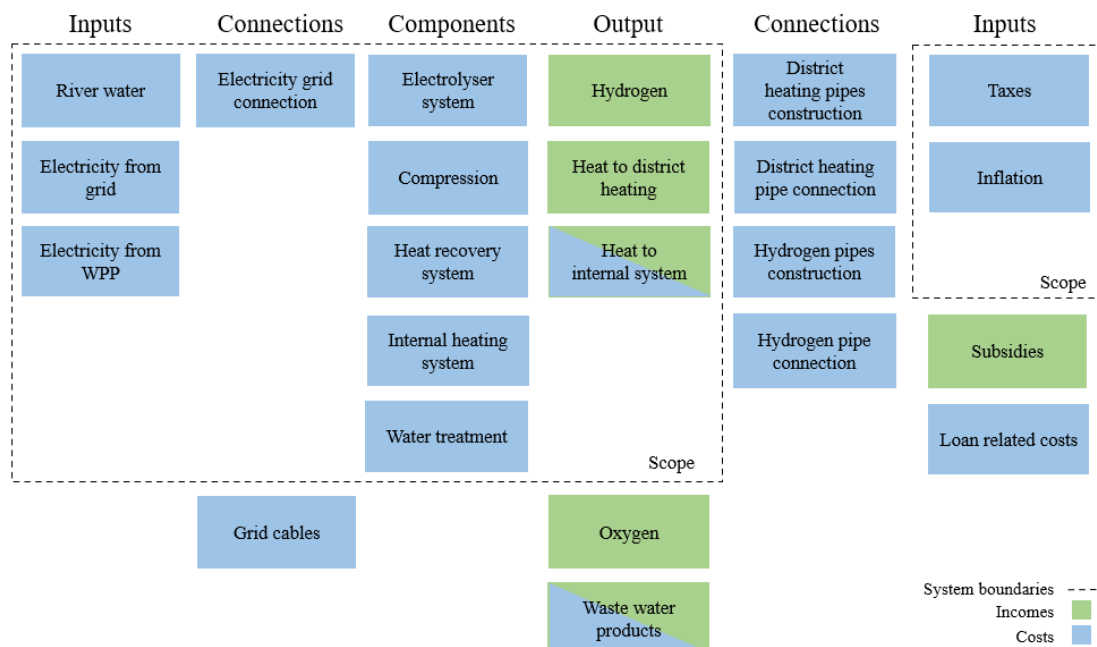 Inputs
Connections
Components
Output
Connections
Inputs
River water
Electricity grid
connection
Electrolyser
system
Hydrogen
District
heating pipes
construction
Taxes
Electricity from
grid
Compression
Heat to district
heating
District heating
pipe connection
Inflation
Electricity from
WPP
Heat recovery
system
Heat to
internal system
Hydrogen pipes
construction
Scope
Internal heating
system
Hydrogen pipe
connection
Subsidies
Water treatment
Loan related costs
Scope
Grid cables
Oxygen
Waste water
products
System boundaries
Incomes
Costs